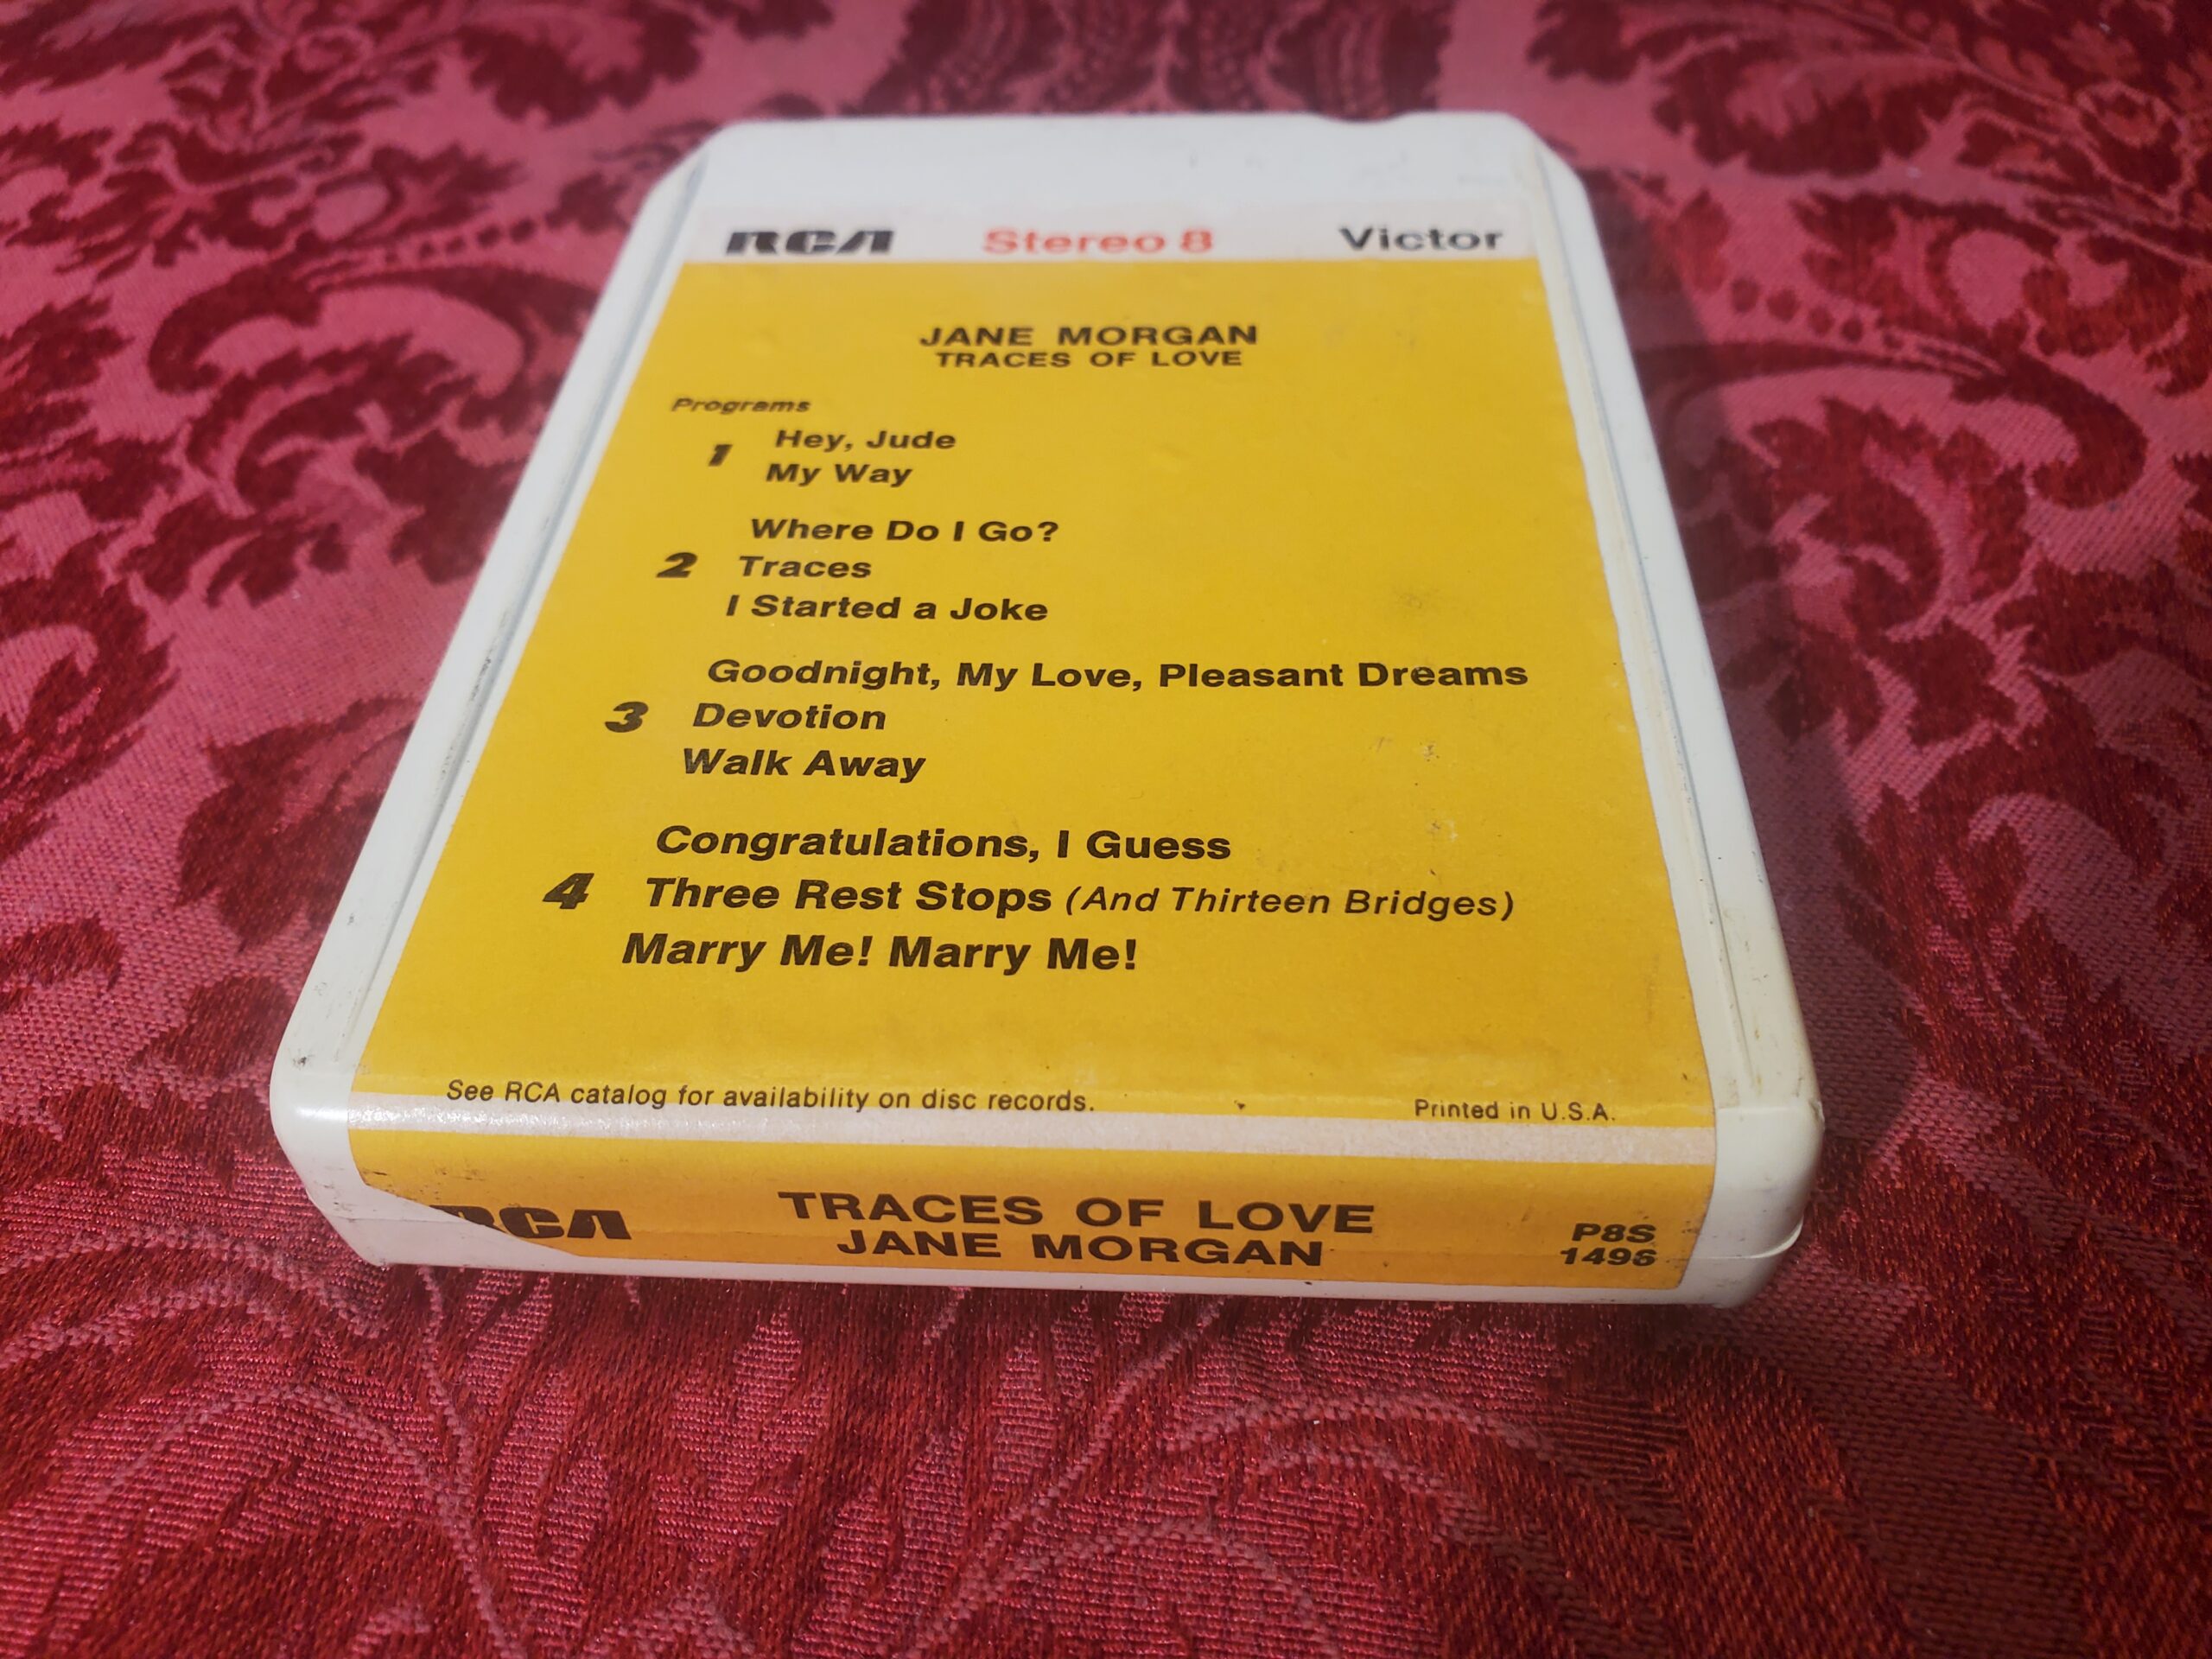 RCA Stereo 8 Victor
JANE MORGAN
TRACES OF LOVE
Programs
1
Hey, Jude
My Way
Where Do I Go?
2 Traces
I Started a Joke
Goodnight, My Love, Pleasant Dreams
3 Devotion
Walk Away
Congratulations, I Guess
4 Three Rest Stops (And Thirteen Bridges)
Marry Me! Marry Me!
See RCA catalog for availability on disc records. Printed in U.S.A.
RCA TRACES OF LOVE P8S
JANE MORGAN 1496